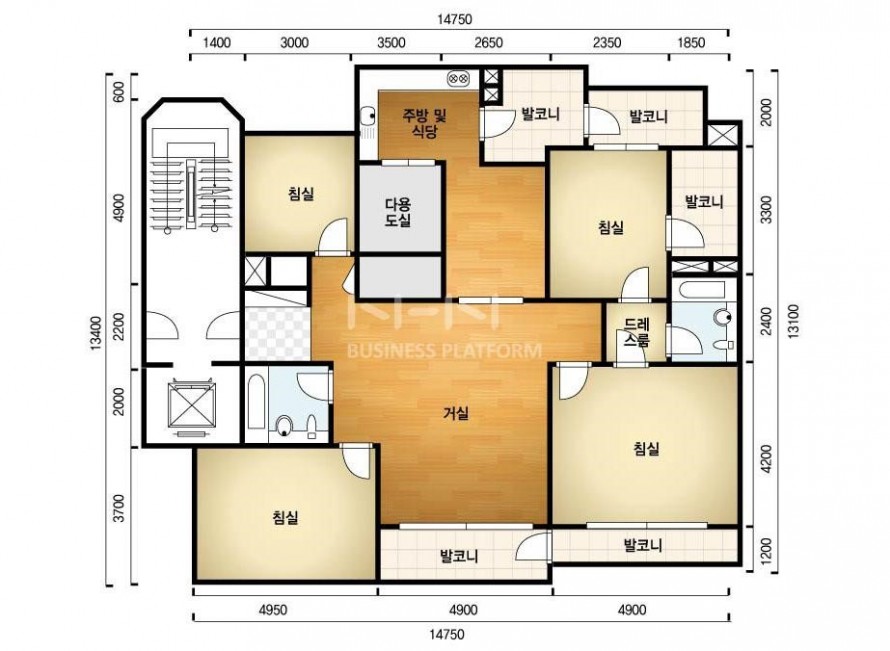 14750
1400 3000 3500 2650 2350 1850
600
4900
2200
2000
3700
13400
2000
3300
2400
4200
1200
13100
주방 및
식당
발코니
발코니
침실
다용
도실
침실
발코니
드레
스룸
BUSINESS PLATFORM
거실
침실
침실
발코니
발코니
4950 4900 4900
14750